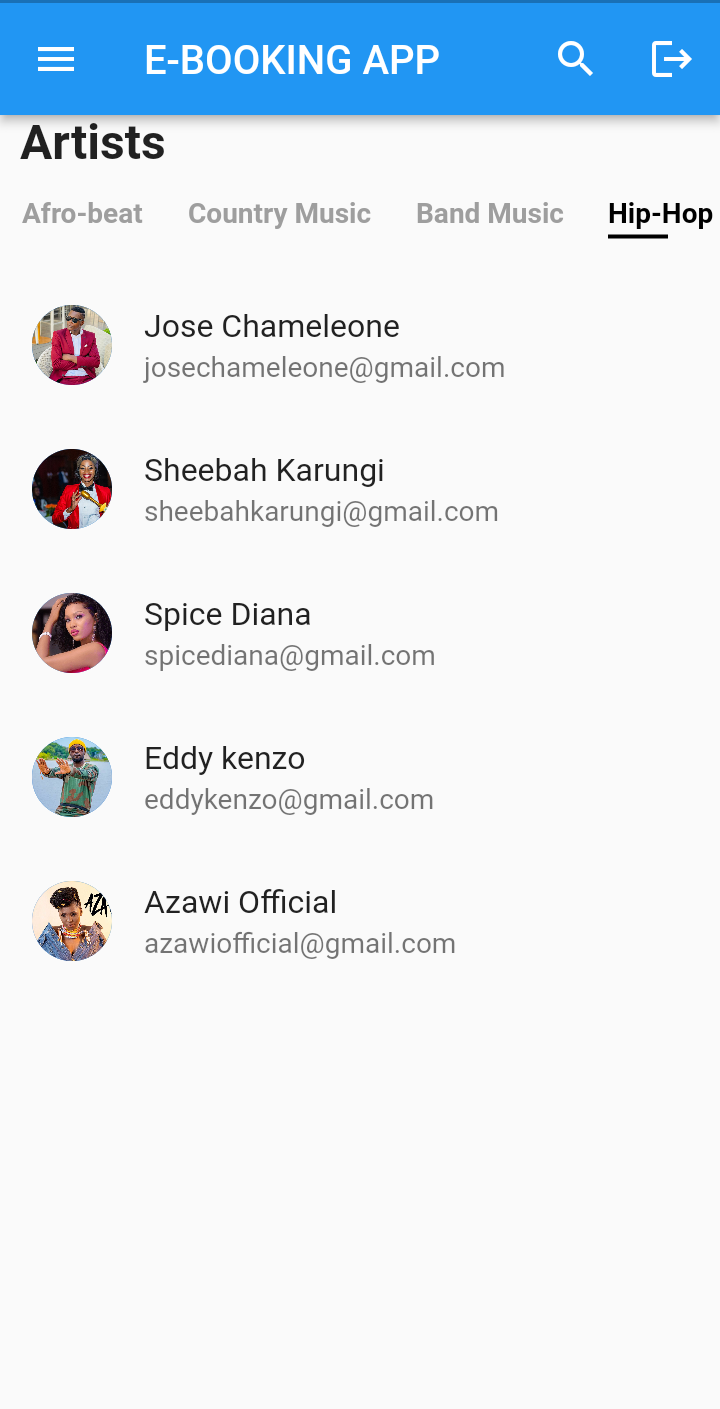 E-BOOKING APP
Artists
Afro-beat Country Music Band Music Hip-Hop
Jose Chameleone
josechameleone@gmail.com
Sheebah Karungi
sheebahkarungi@gmail.com
Spice Diana
spicediana@gmail.com
Eddy kenzo
eddykenzo@gmail.com
AZA
Azawi Official
azawiofficial@gmail.com